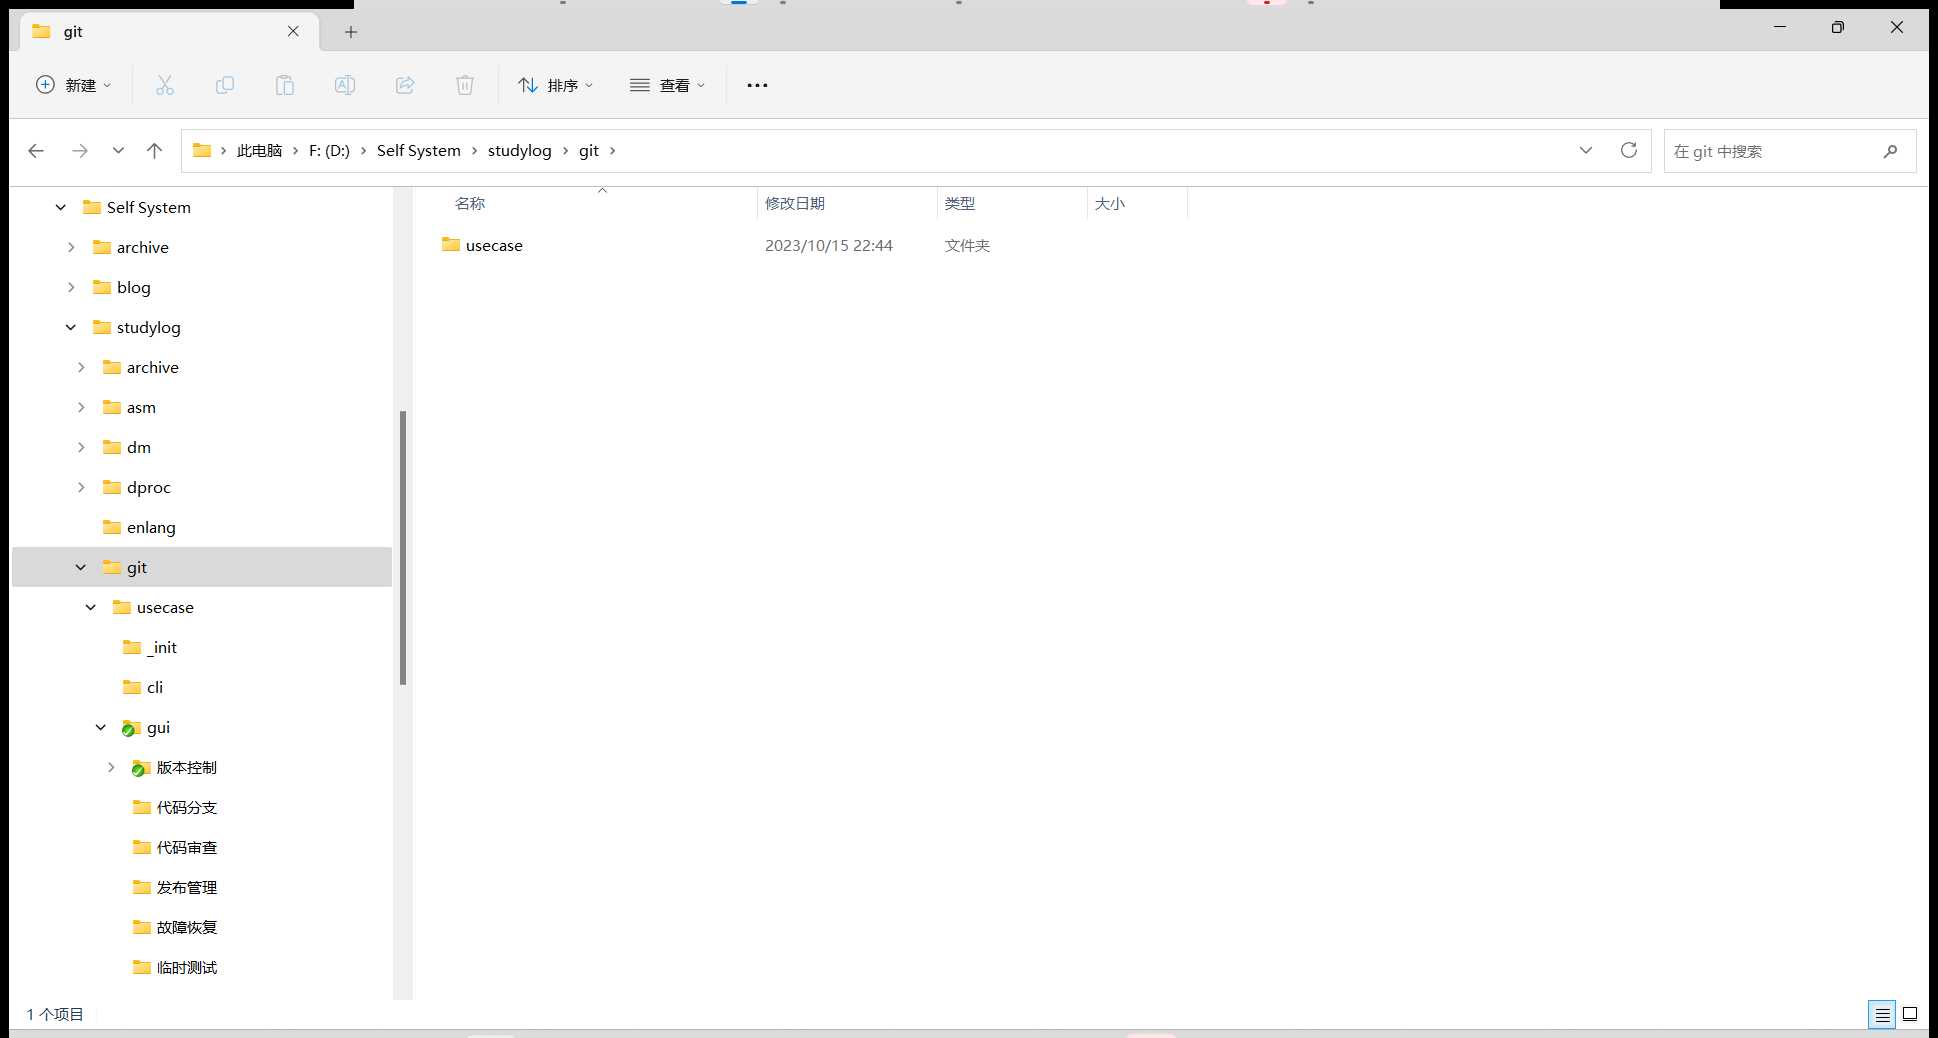 git
新建
排序
查看
此电脑 > F: (D:) > Self System > studylog > git >
在 git 中搜索
Self System
archive
blog
studylog
archive
asm
dm
dproc
enlang
git
usecase
_init
cli
gui
版本控制
代码分支
代码审查
发布管理
故障恢复
临时测试
名称 修改日期 类型 大小
usecase 2023/10/15 22:44 文件夹
1 个项目